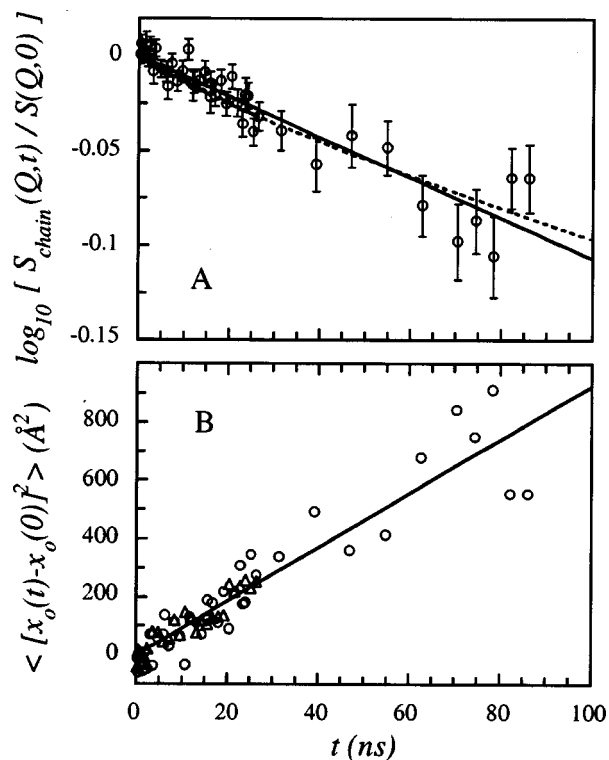 log10 [ Schain(Q,t) / S(Q,0) ]
0
-0.05
-0.1
-0.15
A
< [xo(t)-xo(0)]² > (Å²)
800
600
400
200
0
B
0 20 40 60 80 100
t (ns)